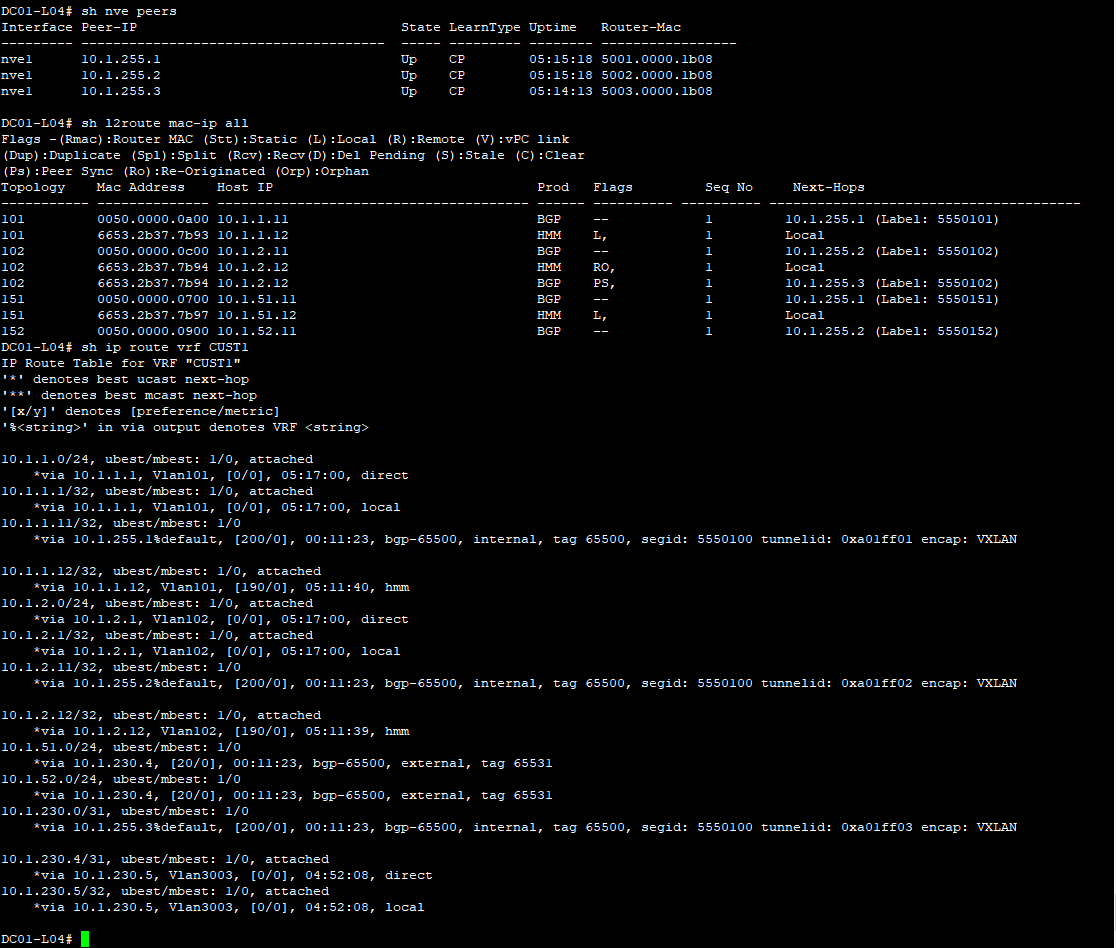 DC01-L04# sh nve peers
Interface Peer-IP                                 State LearnType Uptime   Router-Mac
--------- --------------------------------------  ----- --------- -------- -----------------
nve1      10.1.255.1                              Up    CP        05:15:18 5001.0000.1b08
nve1      10.1.255.2                              Up    CP        05:15:18 5002.0000.1b08
nve1      10.1.255.3                              Up    CP        05:14:13 5003.0000.1b08
DC01-L04# sh l2route mac-ip all
Flags -(Rmac):Router MAC (Stt):Static (L):Local (R):Remote (V):vPC link
(Dup):Duplicate (Spl):Split (Rcv):Recv(D):Del Pending (S):Stale (C):Clear
(Ps):Peer Sync (Ro):Re-Originated (Orp):Orphan
Topology    Mac Address    Host IP                                 Prod   Flags         Seq No     Next-Hops
----------- -------------- --------------------------------------- ------ ---------- --------- ---------------------------------------
101         0050.0000.0a00 10.1.1.11                               BGP    --            1         10.1.255.1 (Label: 5550101)
101         6653.2b37.7b93 10.1.1.12                               HMM    L,            1         Local
102         0050.0000.0c00 10.1.2.11                               BGP    --            1         10.1.255.2 (Label: 5550102)
102         6653.2b37.7b94 10.1.2.12                               HMM    RO,           1         Local
102         6653.2b37.7b94 10.1.2.12                               BGP    PS,           1         10.1.255.3 (Label: 5550102)
151         0050.0000.0700 10.1.51.11                              BGP    --            1         10.1.255.1 (Label: 5550151)
151         6653.2b37.7b97 10.1.51.12                              HMM    L,            1         Local
152         0050.0000.0900 10.1.52.11                              BGP    --            1         10.1.255.2 (Label: 5550152)
DC01-L04# sh ip route vrf CUST1
IP Route Table for VRF "CUST1"
'*' denotes best ucast next-hop
'**' denotes best mcast next-hop
'[x/y]' denotes [preference/metric]
'%<string>' in via output denotes VRF <string>
10.1.1.0/24, ubest/mbest: 1/0, attached
    *via 10.1.1.1, Vlan101, [0/0], 05:17:00, direct
10.1.1.1/32, ubest/mbest: 1/0, attached
    *via 10.1.1.1, Vlan101, [0/0], 05:17:00, local
10.1.1.11/32, ubest/mbest: 1/0
    *via 10.1.255.1%default, [200/0], 00:11:23, bgp-65500, internal, tag 65500, segid: 5550100 tunnelid: 0xa01ff01 encap: VXLAN
10.1.1.12/32, ubest/mbest: 1/0, attached
    *via 10.1.1.12, Vlan101, [190/0], 05:11:40, hmm
10.1.2.0/24, ubest/mbest: 1/0, attached
    *via 10.1.2.1, Vlan102, [0/0], 05:17:00, direct
10.1.2.1/32, ubest/mbest: 1/0, attached
    *via 10.1.2.1, Vlan102, [0/0], 05:17:00, local
10.1.2.11/32, ubest/mbest: 1/0
    *via 10.1.255.2%default, [200/0], 00:11:23, bgp-65500, internal, tag 65500, segid: 5550100 tunnelid: 0xa01ff02 encap: VXLAN
10.1.2.12/32, ubest/mbest: 1/0, attached
    *via 10.1.2.12, Vlan102, [190/0], 05:11:39, hmm
10.1.51.0/24, ubest/mbest: 1/0
    *via 10.1.230.4, [20/0], 00:11:23, bgp-65500, external, tag 65531
10.1.52.0/24, ubest/mbest: 1/0
    *via 10.1.230.4, [20/0], 00:11:23, bgp-65500, external, tag 65531
10.1.230.0/31, ubest/mbest: 1/0
    *via 10.1.255.3%default, [200/0], 00:11:23, bgp-65500, internal, tag 65500, segid: 5550100 tunnelid: 0xa01ff03 encap: VXLAN
10.1.230.4/31, ubest/mbest: 1/0, attached
    *via 10.1.230.5, Vlan3003, [0/0], 04:52:08, direct
10.1.230.5/32, ubest/mbest: 1/0, attached
    *via 10.1.230.5, Vlan3003, [0/0], 04:52:08, local
DC01-L04#